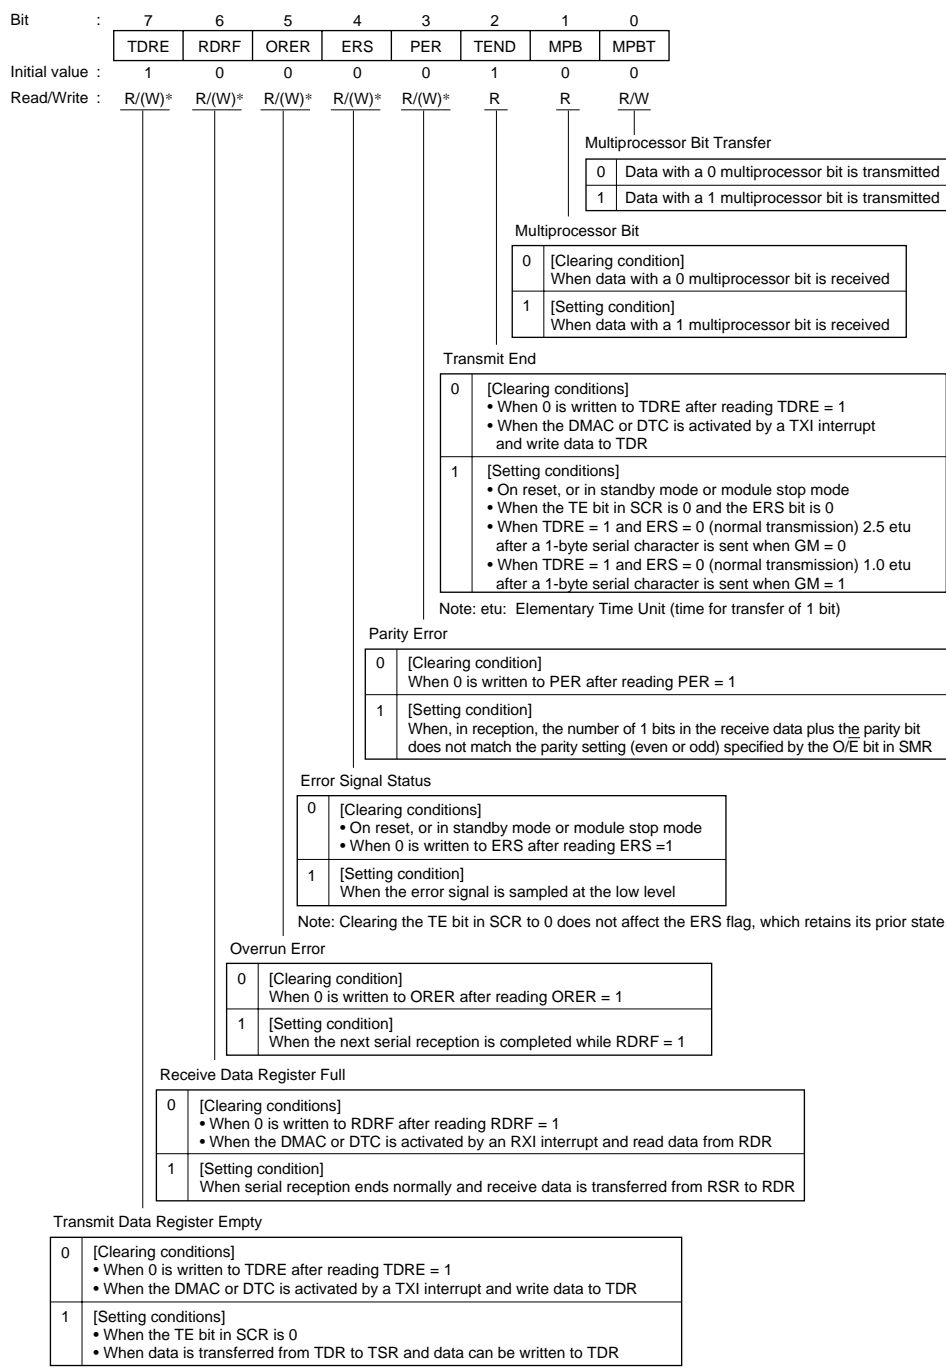 Bit : 7 6 5 4 3 2 1 0
TDRE RDRF ORER ERS PER TEND MPB MPBT
Initial value : 1 0 0 0 0 1 0 0
Read/Write : R/(W)* R/(W)* R/(W)* R/(W)* R/(W)* R R R/W
Multiprocessor Bit Transfer
0 Data with a 0 multiprocessor bit is transmitted
1 Data with a 1 multiprocessor bit is transmitted
Multiprocessor Bit
0 [Clearing condition]
When data with a 0 multiprocessor bit is received
1 [Setting condition]
When data with a 1 multiprocessor bit is received
Transmit End
0 [Clearing conditions]
• When 0 is written to TDRE after reading TDRE = 1
• When the DMAC or DTC is activated by a TXI interrupt
and write data to TDR
1 [Setting conditions]
• On reset, or in standby mode or module stop mode
• When the TE bit in SCR is 0 and the ERS bit is 0
• When TDRE = 1 and ERS = 0 (normal transmission) 2.5 etu
after a 1-byte serial character is sent when GM = 0
• When TDRE = 1 and ERS = 0 (normal transmission) 1.0 etu
after a 1-byte serial character is sent when GM = 1
Note: etu: Elementary Time Unit (time for transfer of 1 bit)
Parity Error
0 [Clearing condition]
When 0 is written to PER after reading PER = 1
1 [Setting condition]
When, in reception, the number of 1 bits in the receive data plus the parity bit
does not match the parity setting (even or odd) specified by the O/E̅ bit in SMR
Error Signal Status
0 [Clearing conditions]
• On reset, or in standby mode or module stop mode
• When 0 is written to ERS after reading ERS =1
1 [Setting condition]
When the error signal is sampled at the low level
Note: Clearing the TE bit in SCR to 0 does not affect the ERS flag, which retains its prior state.
Overrun Error
0 [Clearing condition]
When 0 is written to ORER after reading ORER = 1
1 [Setting condition]
When the next serial reception is completed while RDRF = 1
Receive Data Register Full
0 [Clearing conditions]
• When 0 is written to RDRF after reading RDRF = 1
• When the DMAC or DTC is activated by an RXI interrupt and read data from RDR
1 [Setting condition]
When serial reception ends normally and receive data is transferred from RSR to RDR
Transmit Data Register Empty
0 [Clearing conditions]
• When 0 is written to TDRE after reading TDRE = 1
• When the DMAC or DTC is activated by a TXI interrupt and write data to TDR
1 [Setting conditions]
• When the TE bit in SCR is 0
• When data is transferred from TDR to TSR and data can be written to TDR